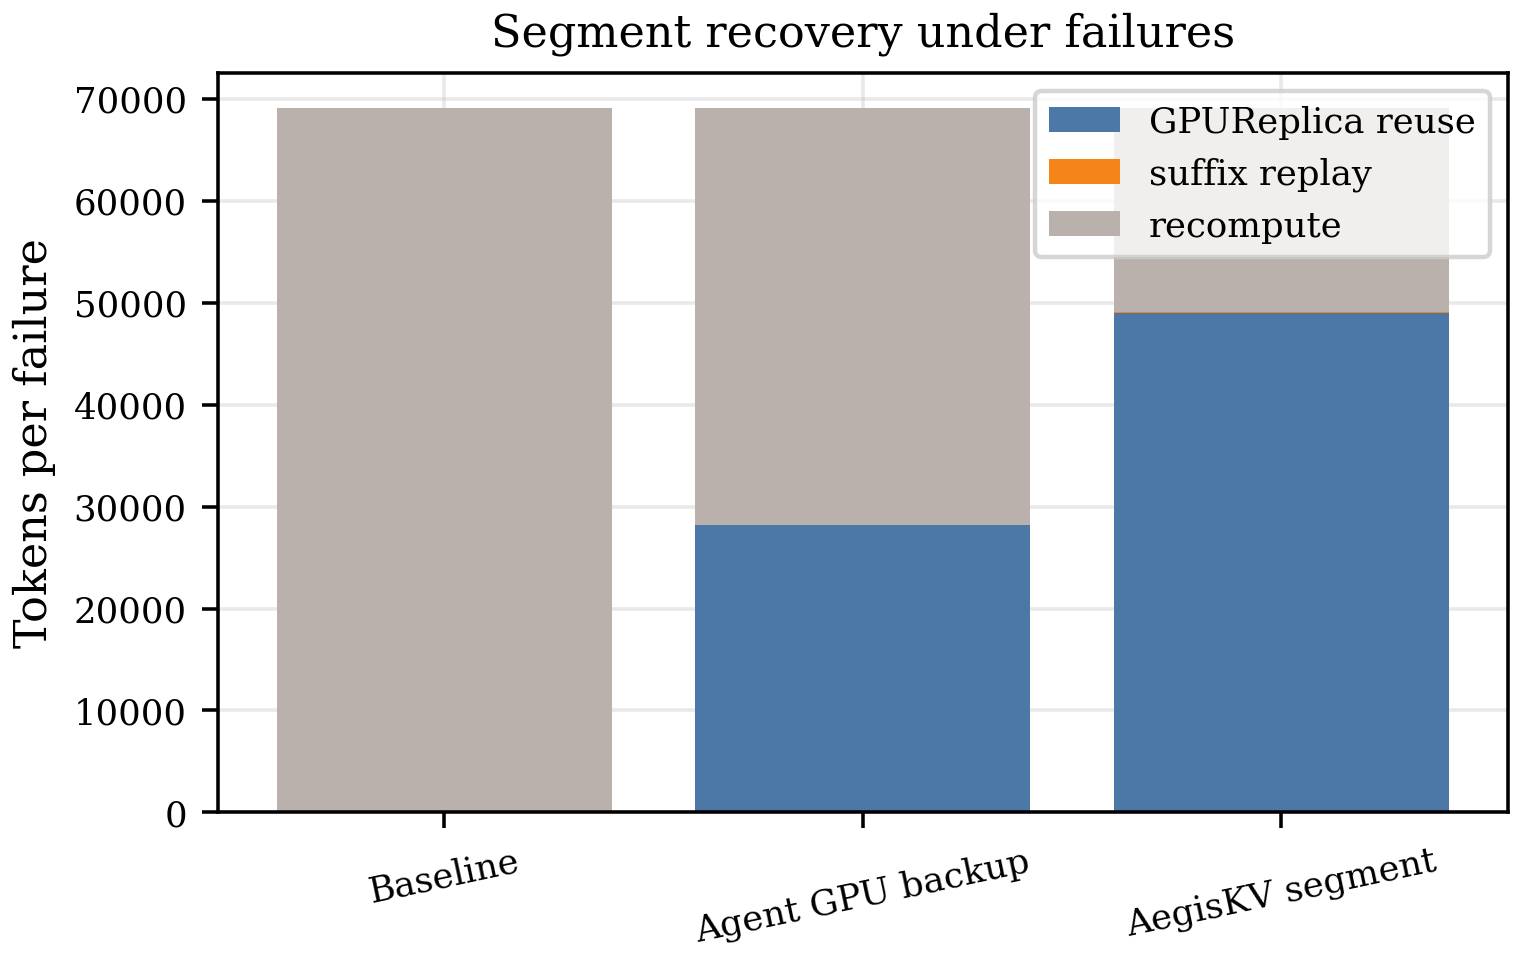 Segment recovery under failures
Tokens per failure
70000
60000
50000
40000
30000
20000
10000
0
GPUReplica reuse
suffix replay
recompute
Baseline
Agent GPU backup
AegisKV segment